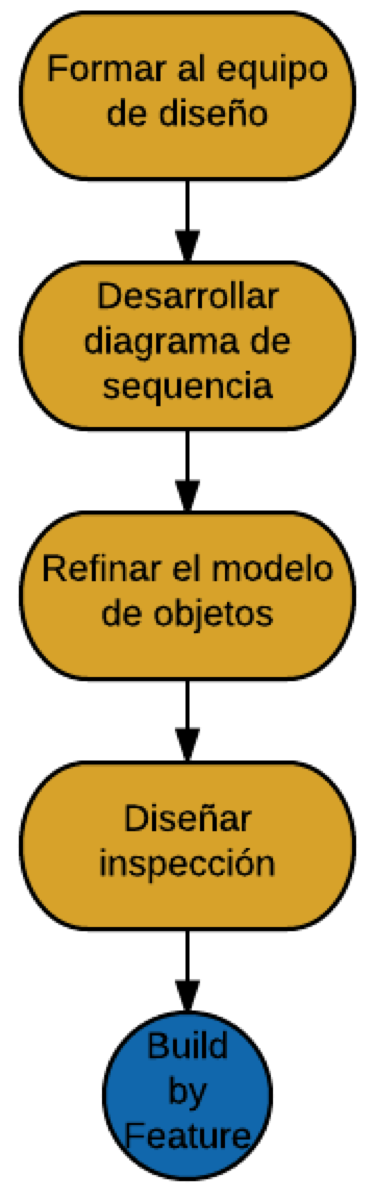 Formar al equipo
de diseño
Desarrollar
diagrama de
sequencia
Refinar el modelo
de objetos
Diseñar
inspección
Build
by
Feature